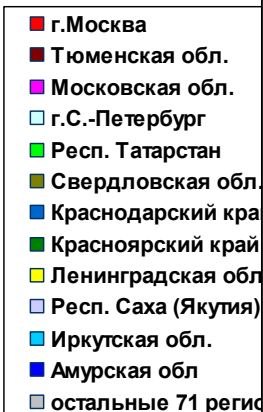 г.Москва
Тюменская обл.
Московская обл.
г.С.-Петербург
Респ. Татарстан
Свердловская обл.
Краснодарский кра
Красноярский край
Ленинградская обл
Респ. Саха (Якутия)
Иркутская обл.
Амурская обл
остальные 71 регио